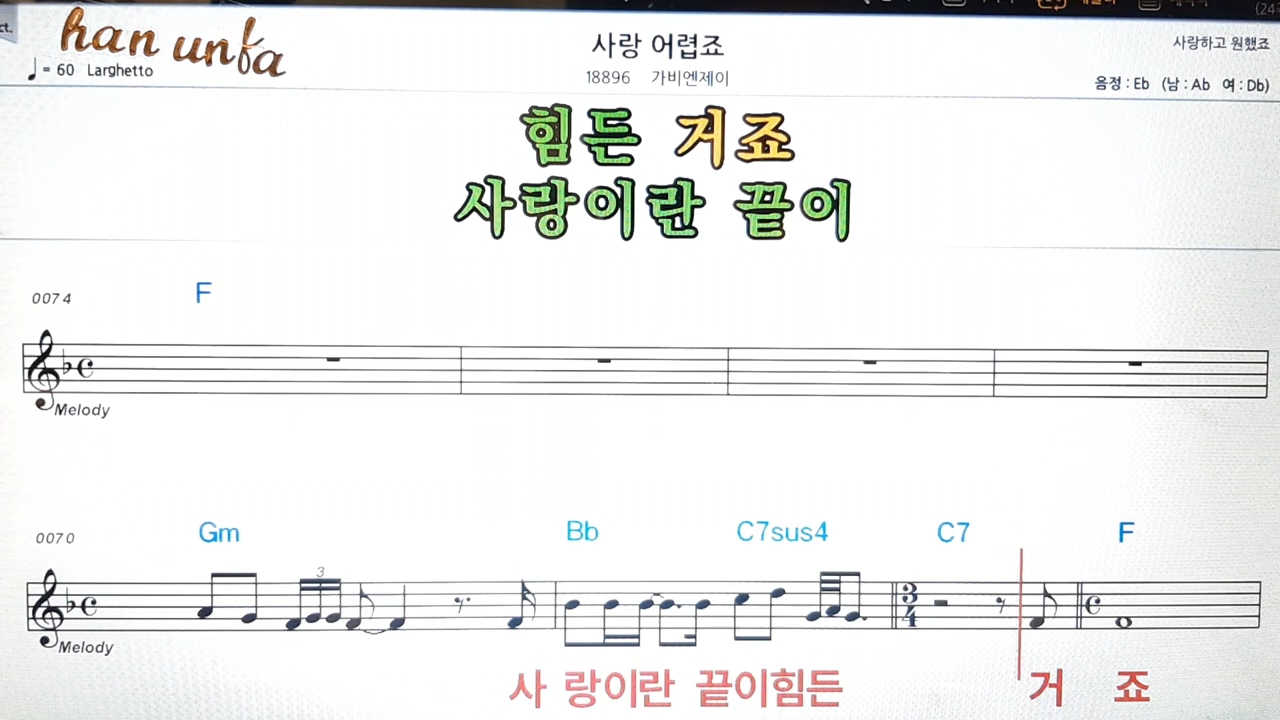 han unfa
사랑 어렵죠
사랑하고 원했죠
= 60 Larghetto
18896 가비엔제이
음정 : Eb (남 : Ab 여 : Db)
힘든 거죠
사랑이란 끝이
0074 F
Melody
0070 Gm Bb C7sus4 C7 F
3
3
4
Melody
사 랑이란 끝이힘든 거 죠